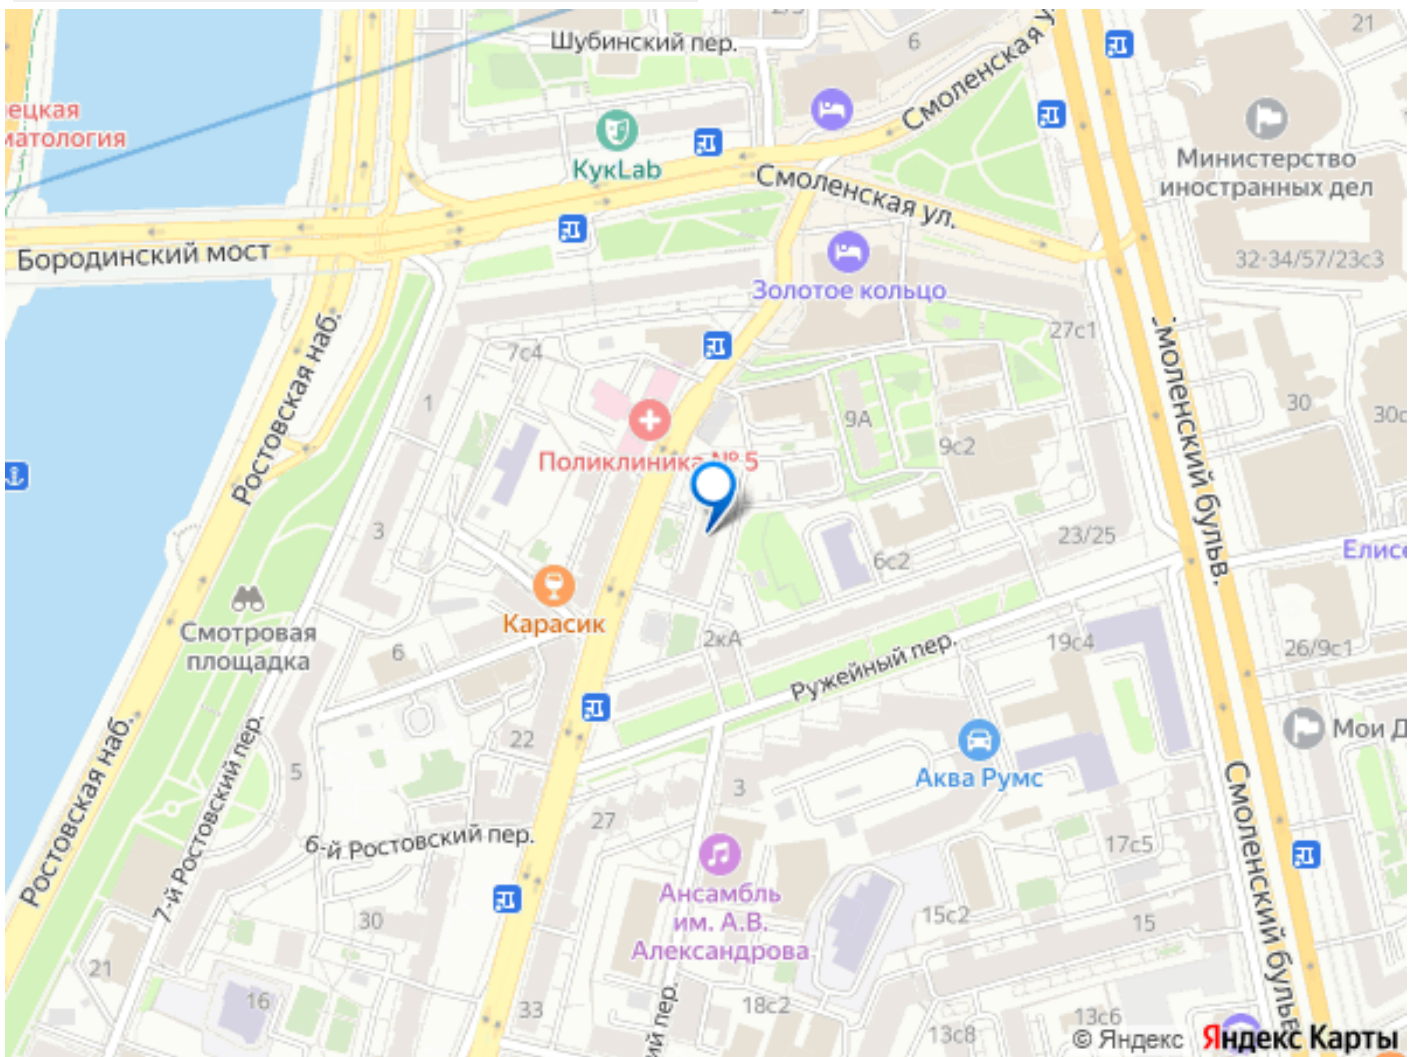 21
2/3
Шубинский пер.
6
Смоленская у
ецкая
матология
КукLab
Министерство
иностранных дел
Смоленская ул.
Бородинский мост
32-34/57/23с3
Золотое кольцо
27с1
Ростовская наб.
7с4
Смоленский бульв.
1
30
9А
9с2
Поликлиника № 5
3
23/25
6с2
Елисе
Карасик
Смотровая
площадка
6
2кА
19с4
26/9с1
Ружейный пер.
Ростовская наб.
7-й Ростовский пер.
22
Мои Д
5
Аква Румс
3
27
Смоленский бульв
6-й Ростовский пер.
17с5
Ансамбль
им. А.В.
Александрова
30
15с2
15
21
16
33
18с2
ий пер.
13с8
13с6
© Яндекс Яндекс Карты